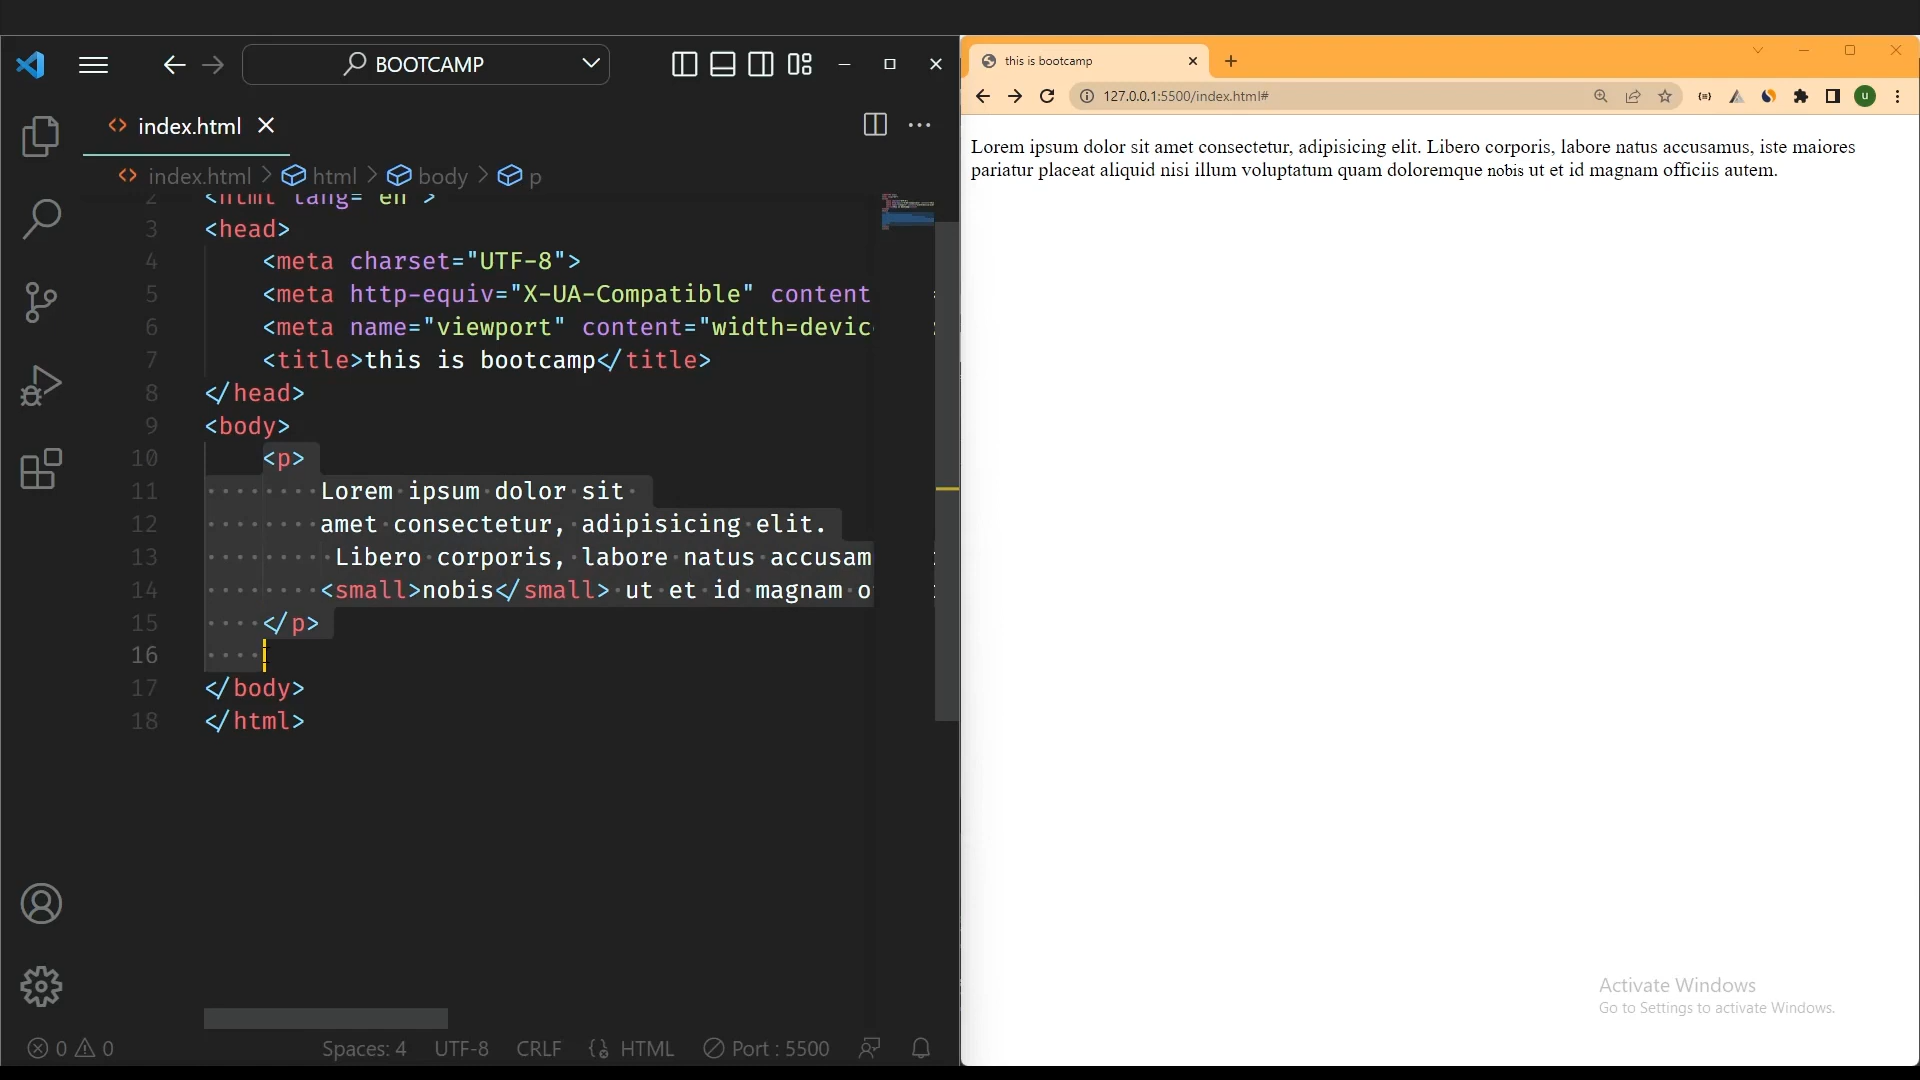 BOOTCAMP
index.html
index.html > html > body > p
2 <html lang="en">
3 <head>
4 <meta charset="UTF-8">
5 <meta http-equiv="X-UA-Compatible" content
6 <meta name="viewport" content="width=devic
7 <title>this is bootcamp</title>
8 </head>
9 <body>
10 <p>
11 Lorem ipsum dolor sit
12 amet consectetur, adipisicing elit.
13 Libero corporis, labore natus accusam
14 <small>nobis</small> ut et id magnam o
15 </p>
16
17 </body>
18 </html>
0 0 Spaces: 4 UTF-8 CRLF HTML Port : 5500
this is bootcamp
127.0.0.1:5500/index.html#
u
Lorem ipsum dolor sit amet consectetur, adipisicing elit. Libero corporis, labore natus accusamus, iste maiores
pariatur placeat aliquid nisi illum voluptatum quam doloremque nobis ut et id magnam officiis autem.
Activate Windows
Go to Settings to activate Windows.